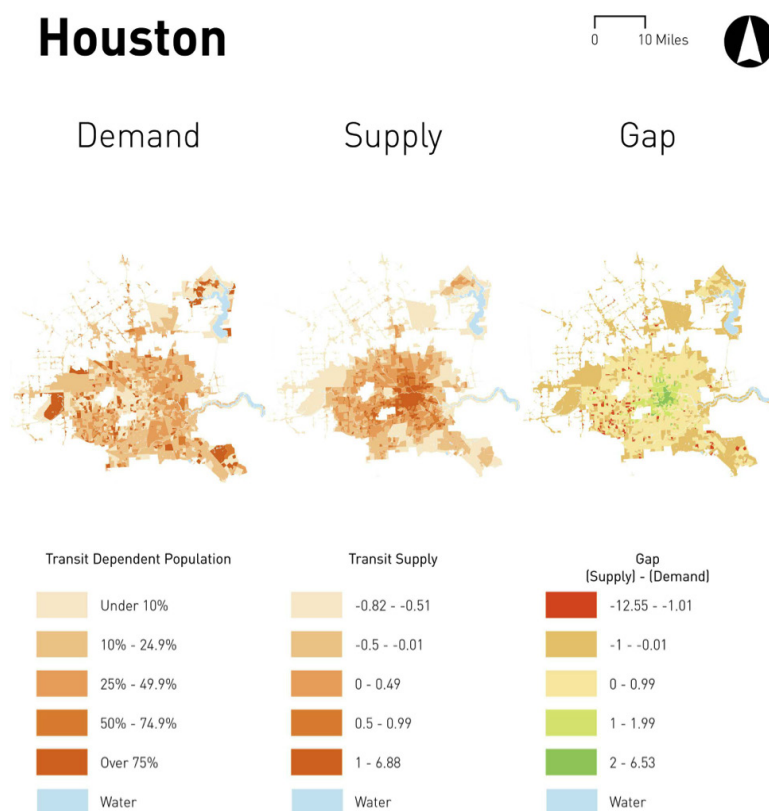 Houston
0 10 Miles
Demand
Supply
Gap
Transit Dependent Population
Under 10%
10% - 24.9%
25% - 49.9%
50% - 74.9%
Over 75%
Water
Transit Supply
-0.82 - -0.51
-0.5 - -0.01
0 - 0.49
0.5 - 0.99
1 - 6.88
Water
Gap
(Supply) - (Demand)
-12.55 - -1.01
-1 - -0.01
0 - 0.99
1 - 1.99
2 - 6.53
Water